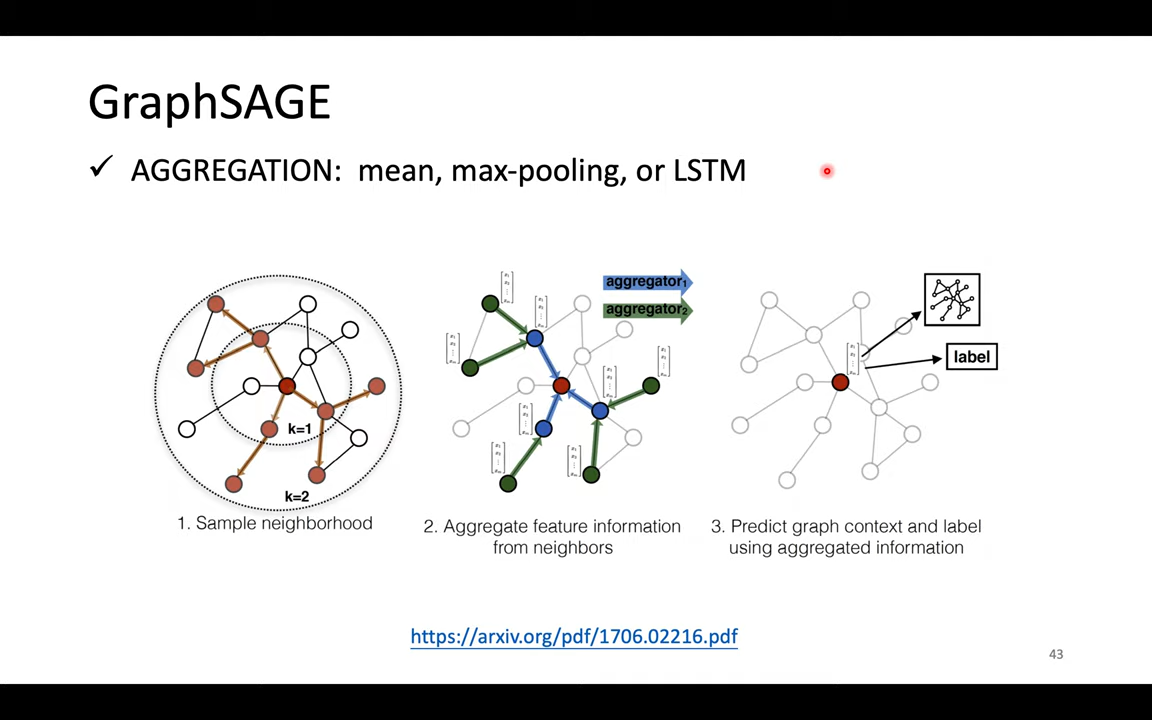 GraphSAGE
✓ AGGREGATION: mean, max-pooling, or LSTM
aggregator₁
aggregator₂
label
k=1
k=2
1. Sample neighborhood
2. Aggregate feature information
from neighbors
3. Predict graph context and label
using aggregated information
https://arxiv.org/pdf/1706.02216.pdf
43